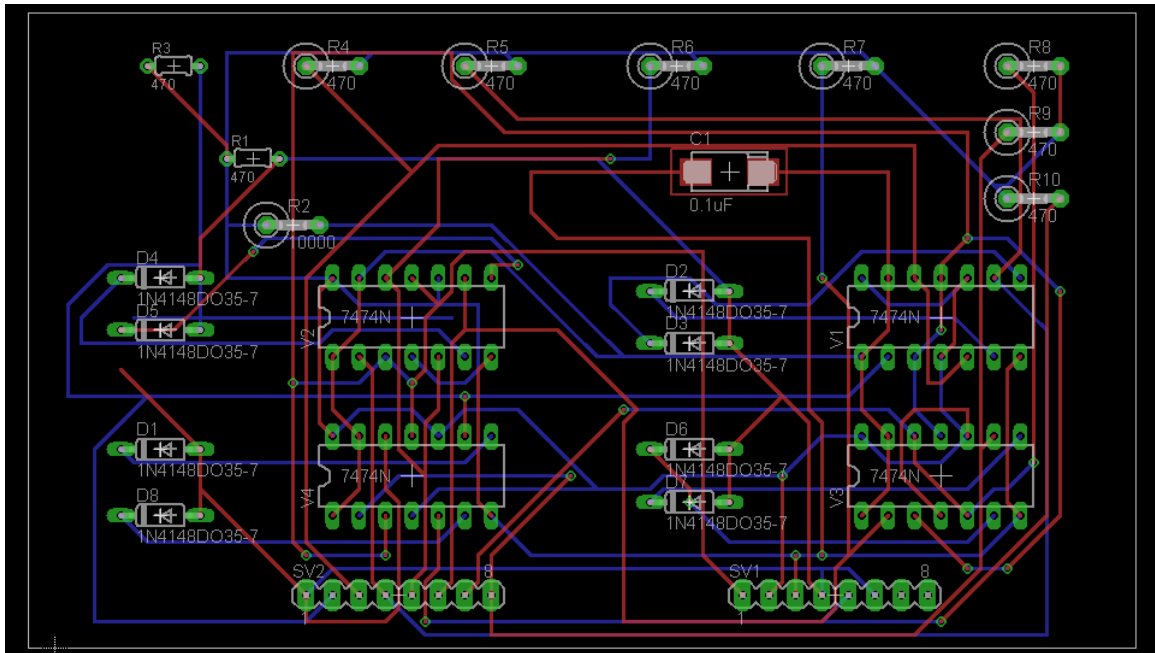 R3
470
R4
470
R5
470
R6
470
R7
470
R8
470
R9
470
R10
470
R1
470
C1
0.1uF
R2
10000
D4
1N4148DO35-7
D5
1N4148DO35-7
V2
7474N
D2
1N4148DO35-7
D3
1N4148DO35-7
V1
7474N
D1
1N4148DO35-7
D8
1N4148DO35-7
V4
7474N
D6
1N4148DO35-7
D7
1N4148DO35-7
V3
7474N
SV2
8
1
SV1
8
1